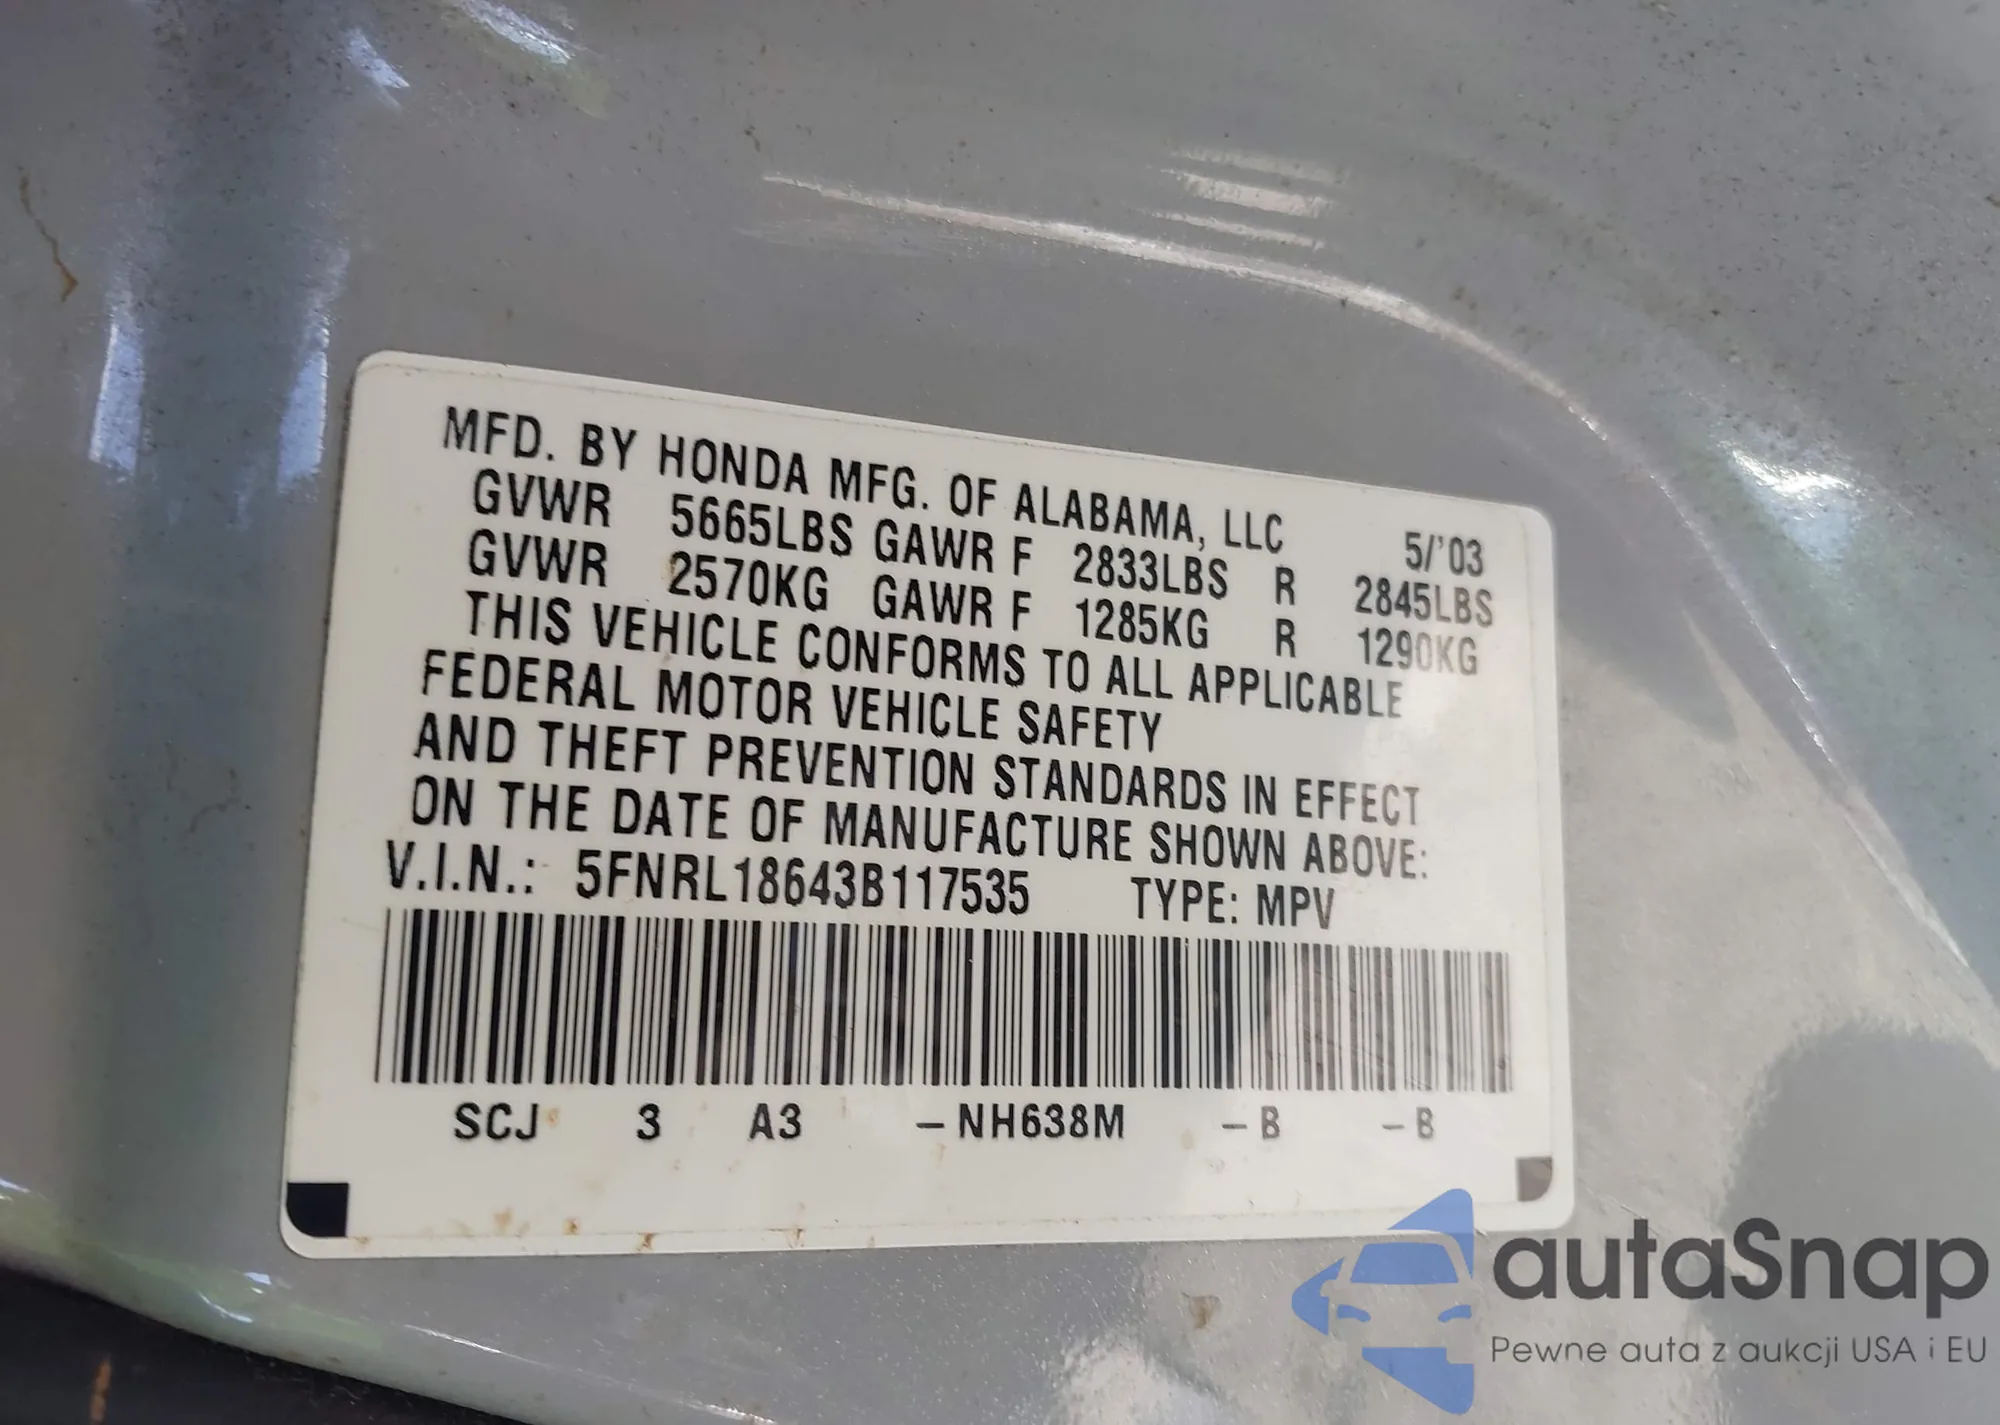 MFD. BY HONDA MFG. OF ALABAMA, LLC 5/'03
GVWR 5665LBS GAWR F 2833LBS R 2845LBS
GVWR 2570KG GAWR F 1285KG R 1290KG
THIS VEHICLE CONFORMS TO ALL APPLICABLE
FEDERAL MOTOR VEHICLE SAFETY
AND THEFT PREVENTION STANDARDS IN EFFECT
ON THE DATE OF MANUFACTURE SHOWN ABOVE:
V.I.N.: 5FNRL18643B117535 TYPE: MPV
SCJ 3 A3 -NH638M -B -B
autaSnap
Pewne auta z aukcji USA i EU